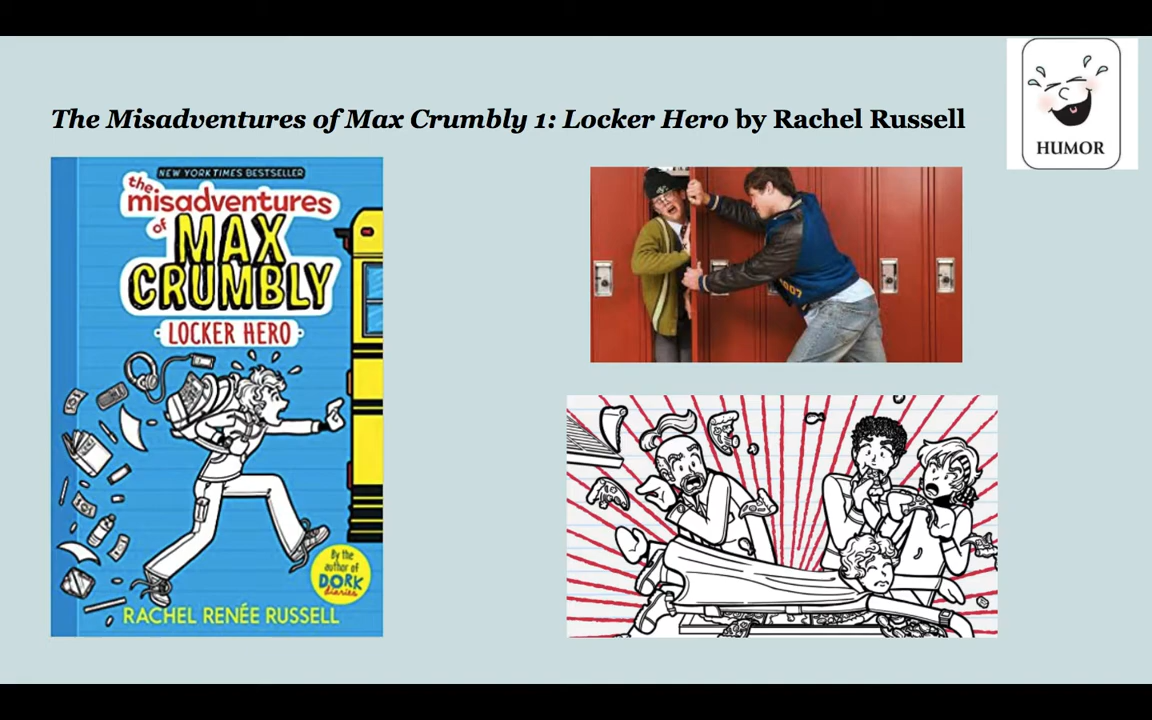 The Misadventures of Max Crumbly 1: Locker Hero by Rachel Russell
HUMOR
NEW YORK TIMES BESTSELLER
the
misadventures
of MAX
CRUMBLY
LOCKER HERO
By the
author of
DORK
diaries
RACHEL RENÉE RUSSELL